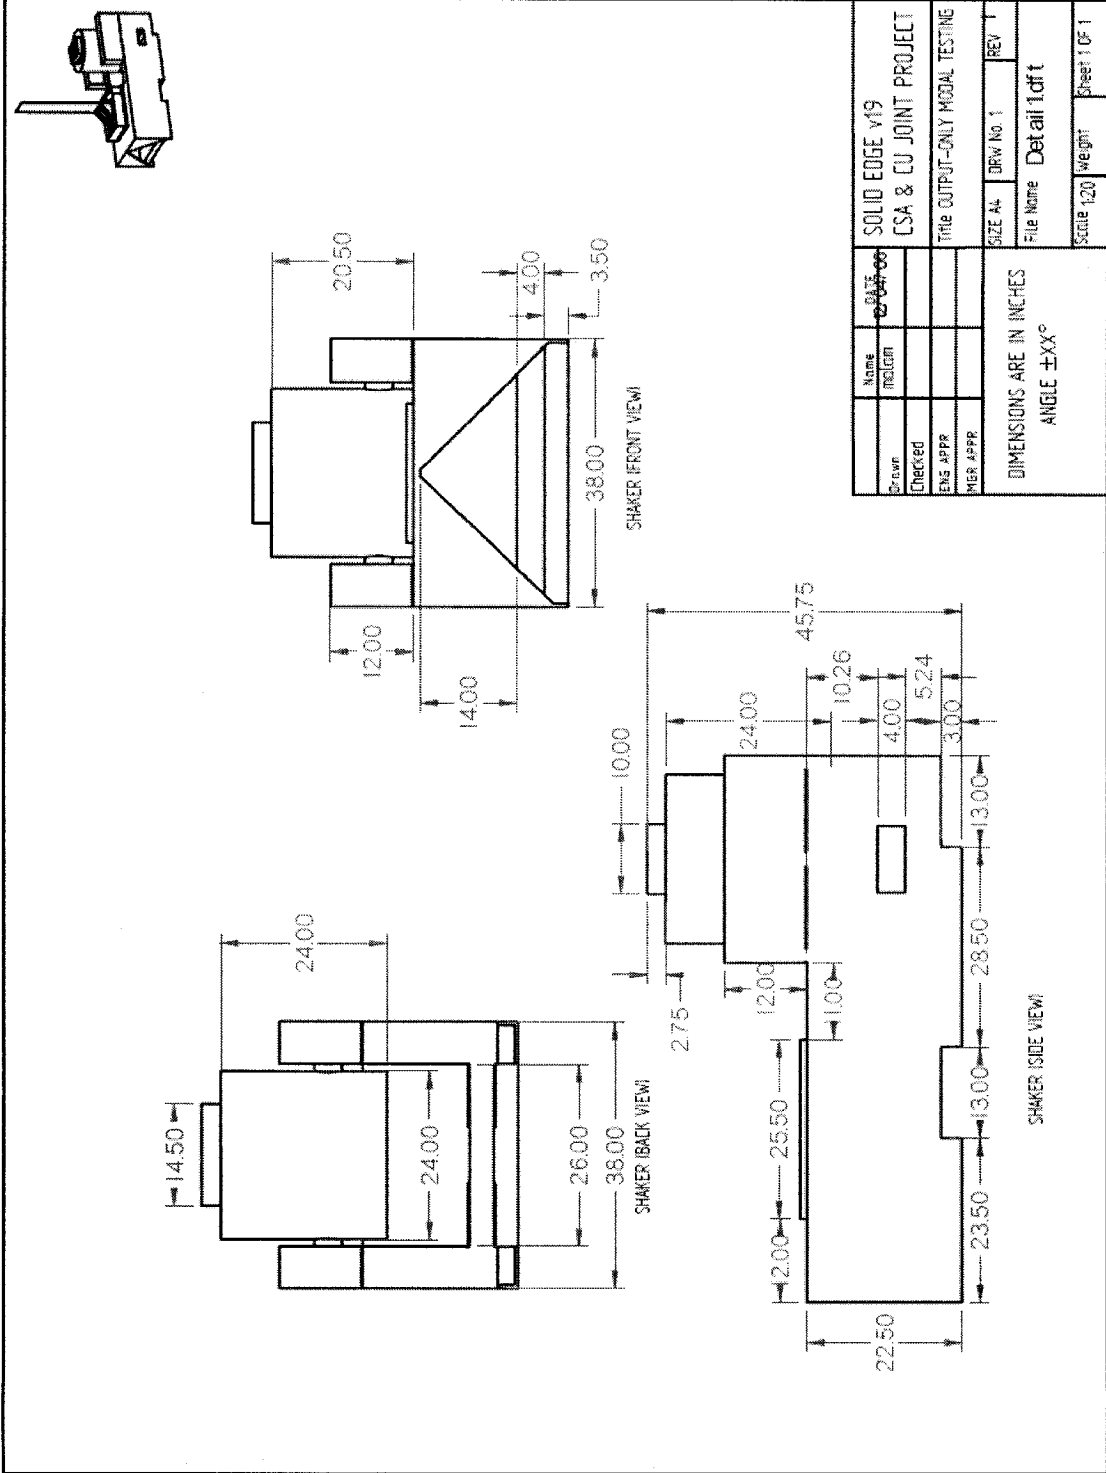 14.50
24.00
24.00
26.00
38.00
SHAKER (BACK VIEW)
20.50
12.00
14.00
4.00
3.50
38.00
SHAKER (FRONT VIEW)
12.00
25.50
11.00
12.00
2.75
10.00
24.00
45.75
10.26
4.00
5.24
3.00
22.50
23.50
13.00
28.50
13.00
SHAKER (SIDE VIEW)
Name
DATE
Drawn
Checked
ENG APPR
MGR APPR
SOLID EDGE v19
CSA & CU JOINT PROJECT
Title OUTPUT-ONLY MODAL TESTING
SIZE A4
DRW No. 1
REV 1
File Name Detail 1.dft
Scale 1:20
Weight
Sheet 1 OF 1
DIMENSIONS ARE IN INCHES
ANGLE ±XX°